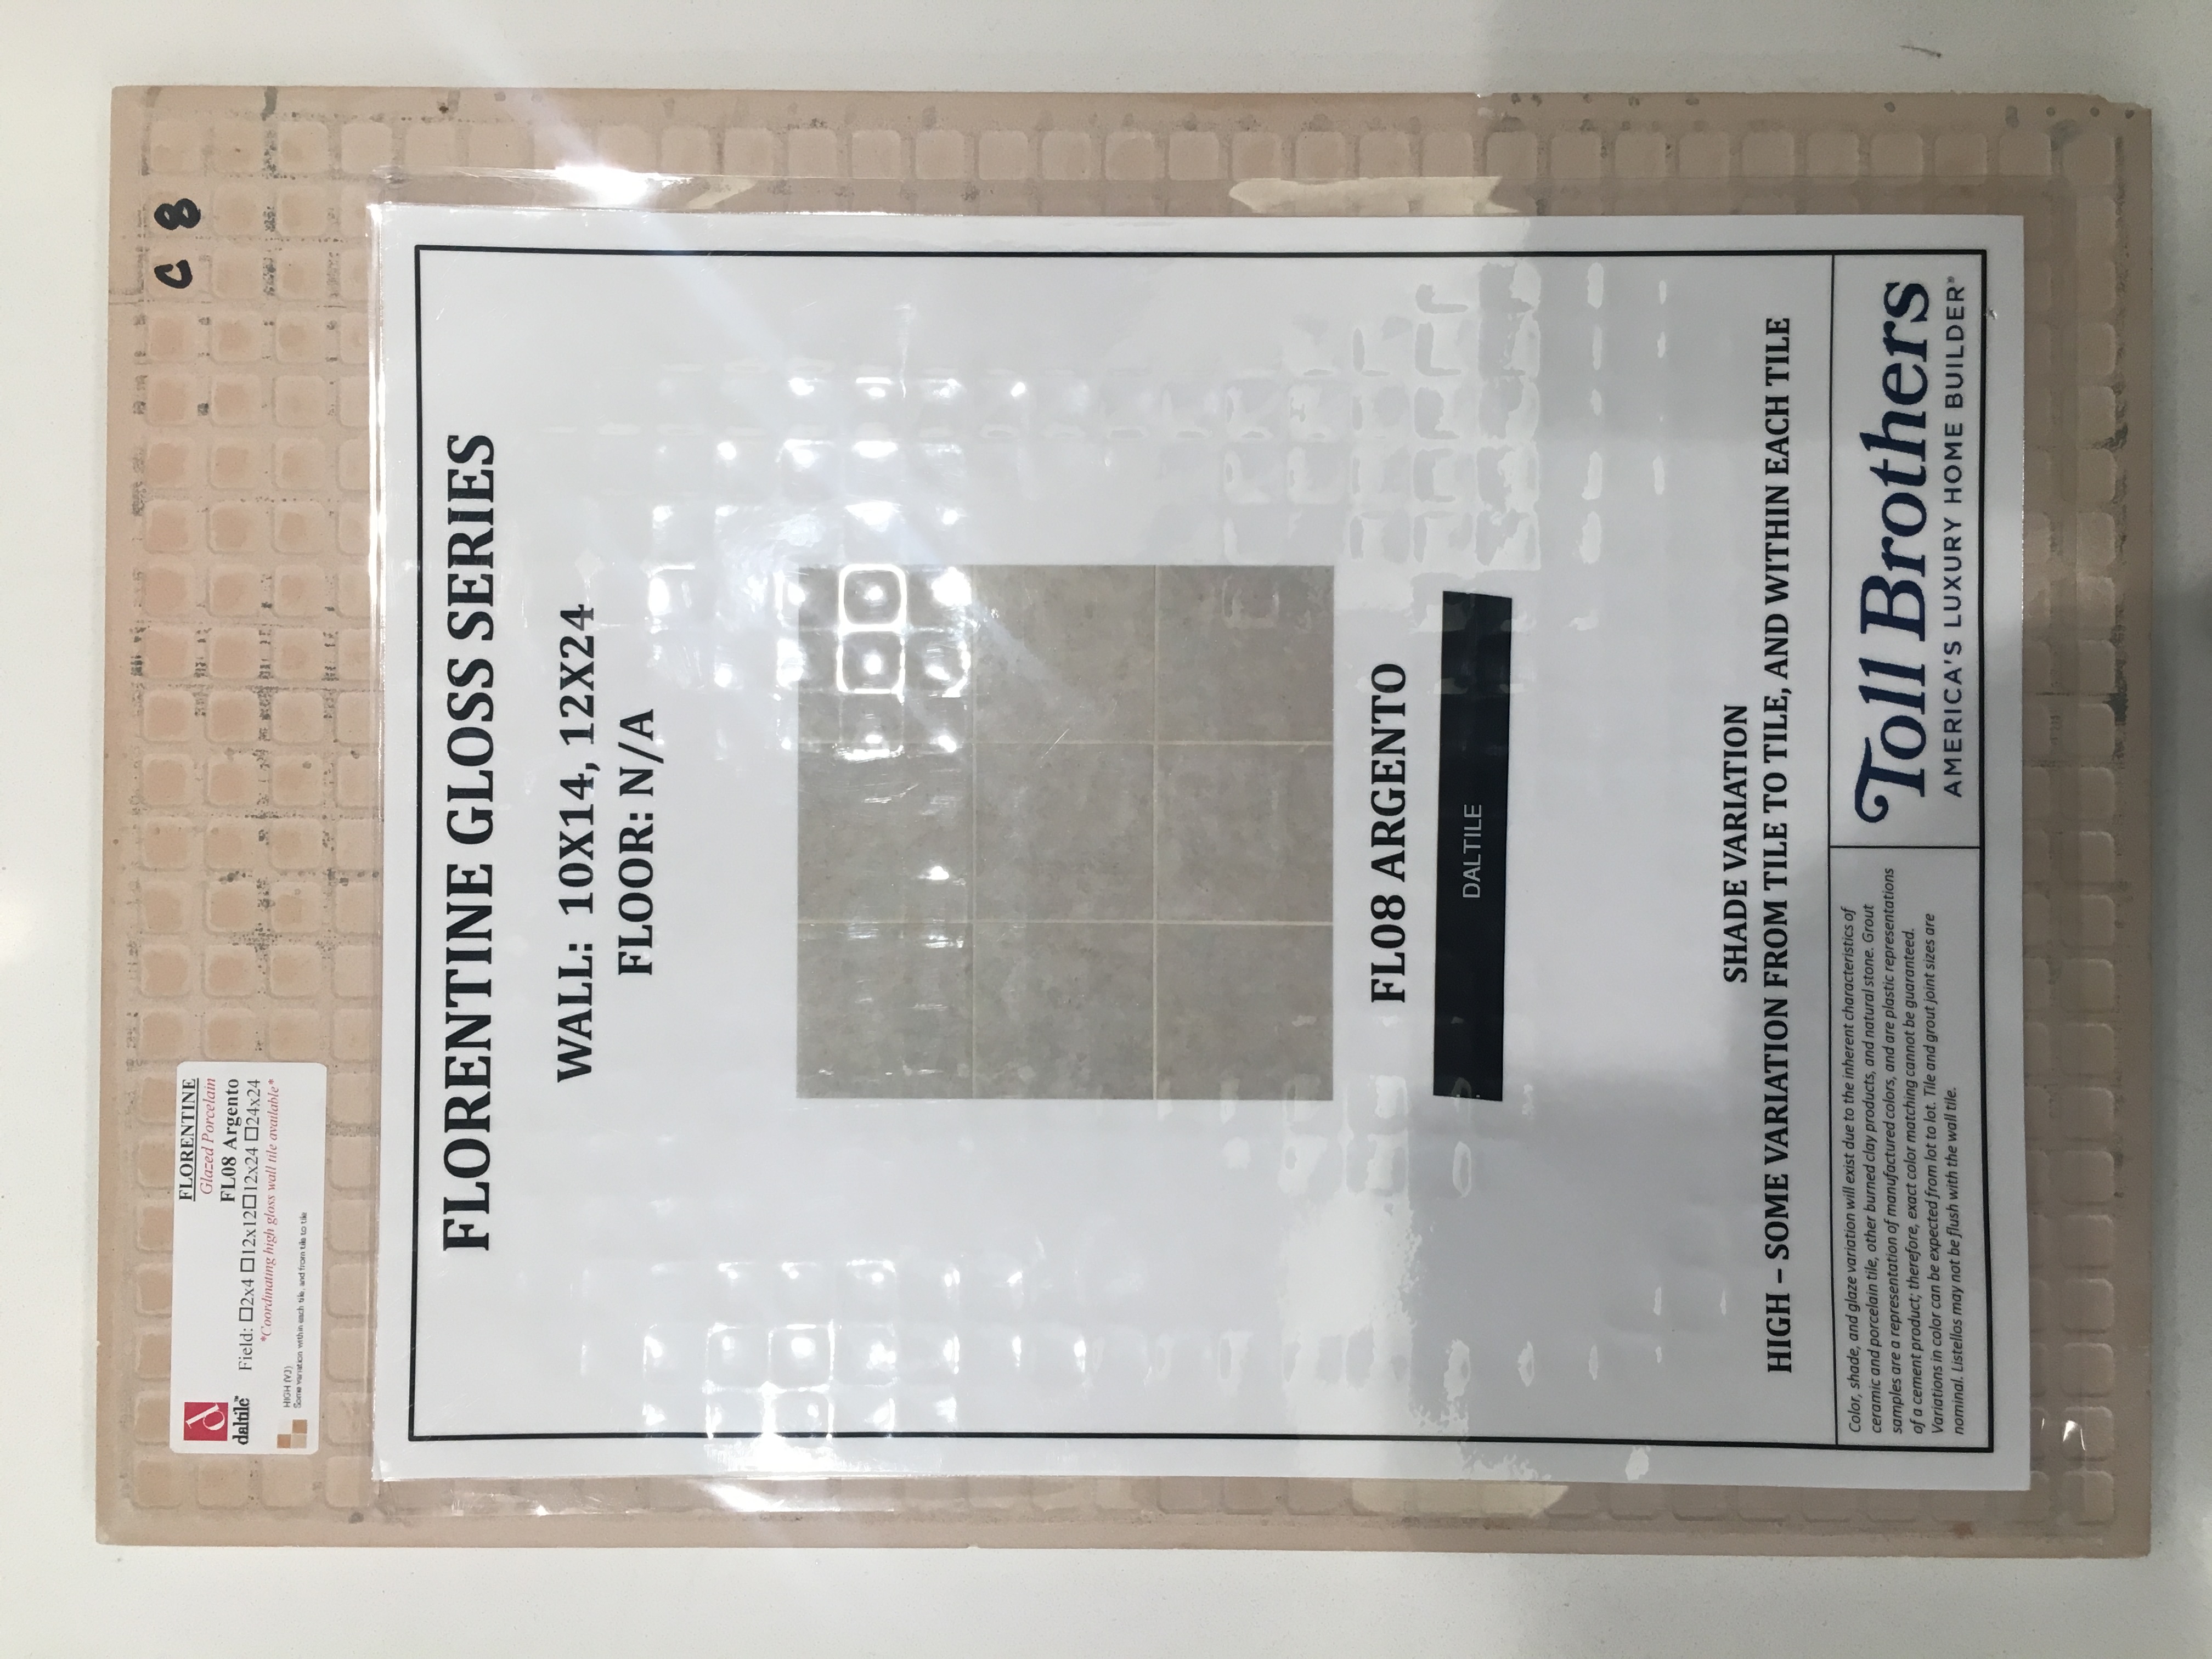 C 8
d
daltile™
FLORENTINE
Glazed Porcelain
FL08 Argento
Field: ☐2x4 ☐12x12☐12x24 ☐24x24
*Coordinating high gloss wall tile available*
HIGH (V3)
Some variation within each tile, and from tile to tile
FLORENTINE GLOSS SERIES
WALL: 10X14, 12X24
FLOOR: N/A
FL08 ARGENTO
DALTILE
SHADE VARIATION
HIGH – SOME VARIATION FROM TILE TO TILE, AND WITHIN EACH TILE
Color, shade, and glaze variation will exist due to the inherent characteristics of
ceramic and porcelain tile, other burned clay products, and natural stone. Grout
samples are a representation of manufactured colors, and are plastic representations
of a cement product; therefore, exact color matching cannot be guaranteed.
Variations in color can be expected from lot to lot. Tile and grout joint sizes are
nominal. Listellos may not be flush with the wall tile.
Toll Brothers
AMERICA'S LUXURY HOME BUILDER®